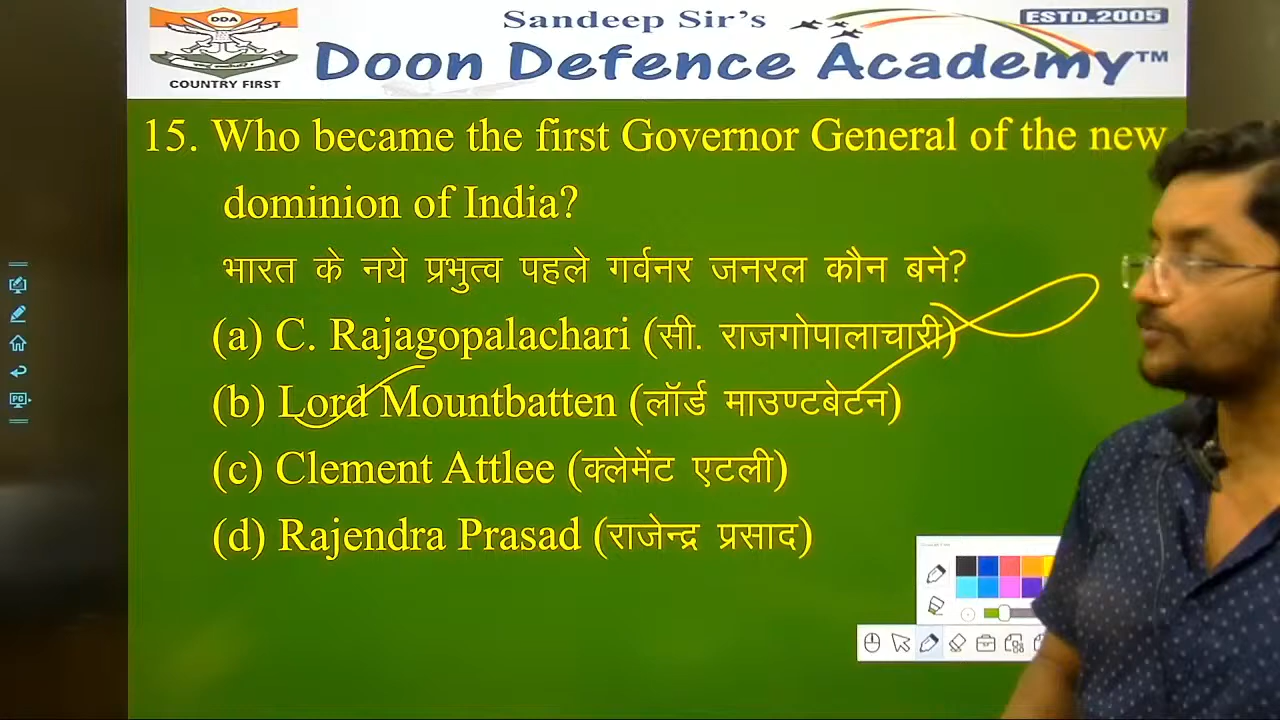 DDA
COUNTRY FIRST
Sandeep Sir's
ESTD.2005
Doon Defence Academy™
15. Who became the first Governor General of the new
dominion of India?
भारत के नये प्रभुत्व पहले गर्वनर जनरल कौन बने?
(a) C. Rajagopalachari (सी. राजगोपालाचारी)
(b) Lord Mountbatten (लॉर्ड माउण्टबेटन)
(c) Clement Attlee (क्लेमेंट एटली)
(d) Rajendra Prasad (राजेन्द्र प्रसाद)